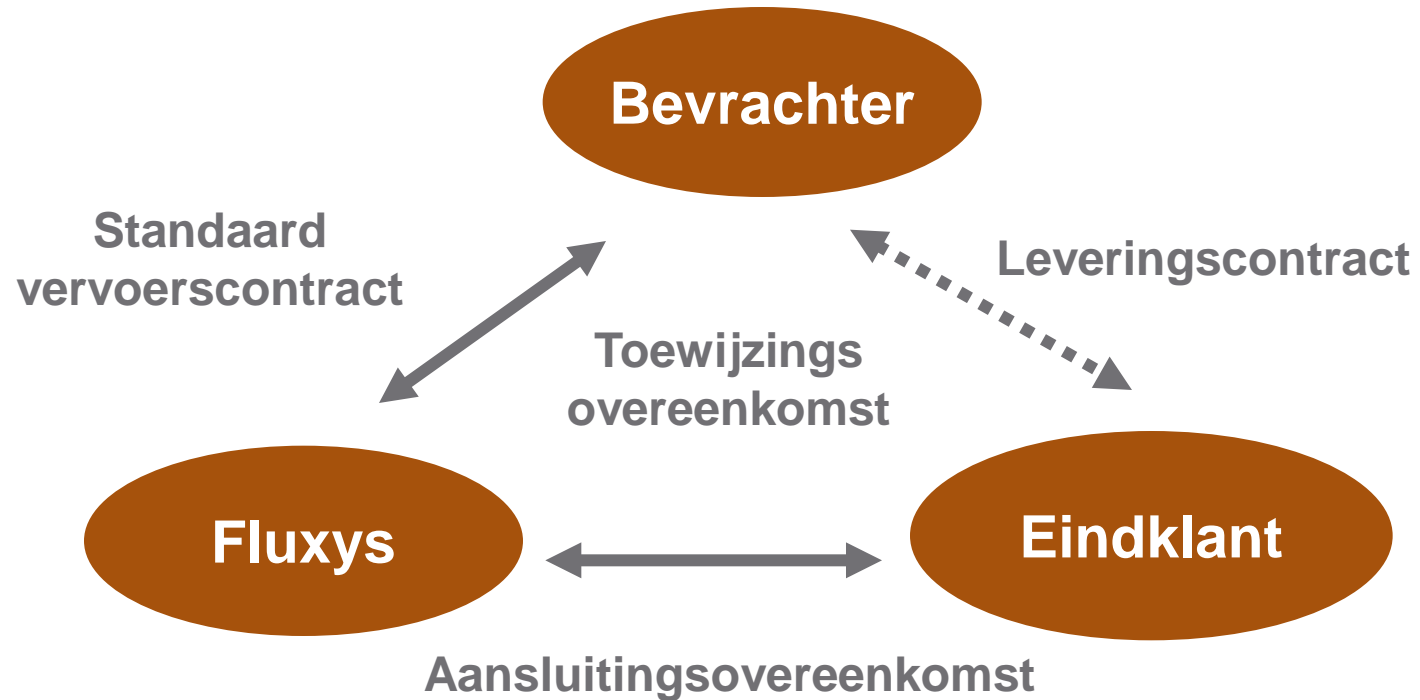 Bevrachter
Standaard
vervoerscontract
Leveringscontract
Toewijzings
overeenkomst
Fluxys
Eindklant
Aansluitingsovereenkomst